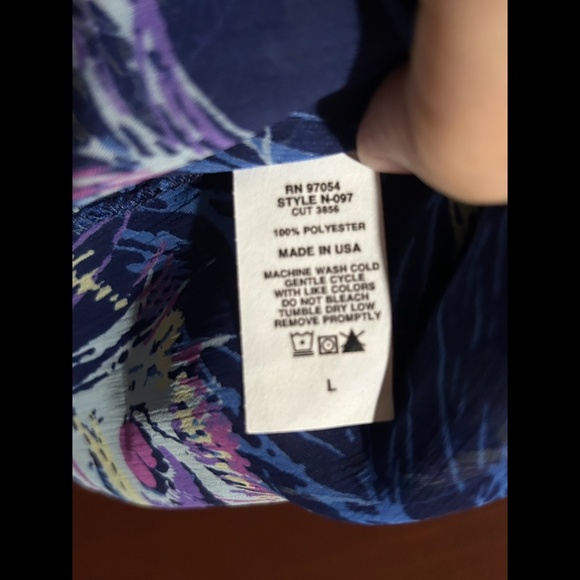 RN 97054
STYLE N-097
CUT 3856
100% POLYESTER
MADE IN USA
MACHINE WASH COLD
GENTLE CYCLE
WITH LIKE COLORS
DO NOT BLEACH
TUMBLE DRY LOW
REMOVE PROMPTLY
L